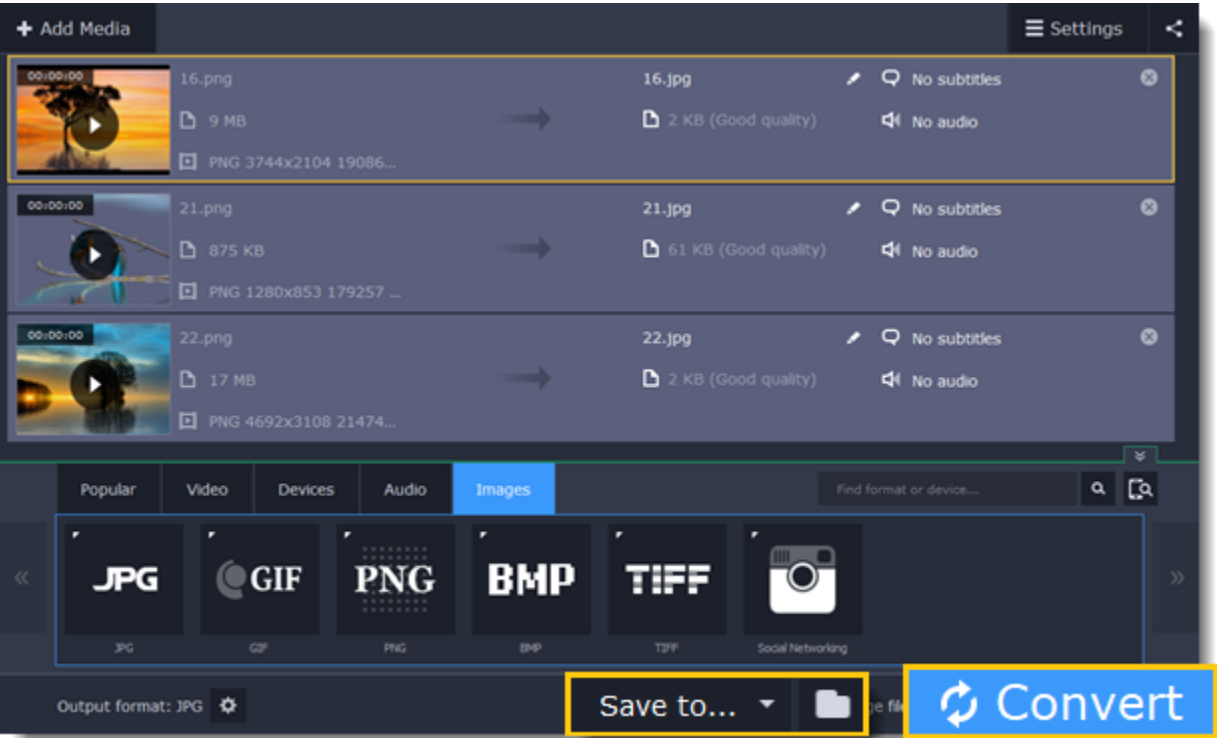 Add Media
Settings
00:00:00
16.png
9 MB
PNG 3744x2104 19086...
16.jpg
2 KB (Good quality)
No subtitles
No audio
00:00:00
21.png
875 KB
PNG 1280x853 179257 ...
21.jpg
61 KB (Good quality)
No subtitles
No audio
00:00:00
22.png
17 MB
PNG 4692x3108 21474...
22.jpg
2 KB (Good quality)
No subtitles
No audio
Popular Video Devices Audio Images
Find format or device....
JPG GIF PNG BMP TIFF
JPG GIF PNG BMP TIFF Social Networking
Output format: JPG
Save to...
Convert